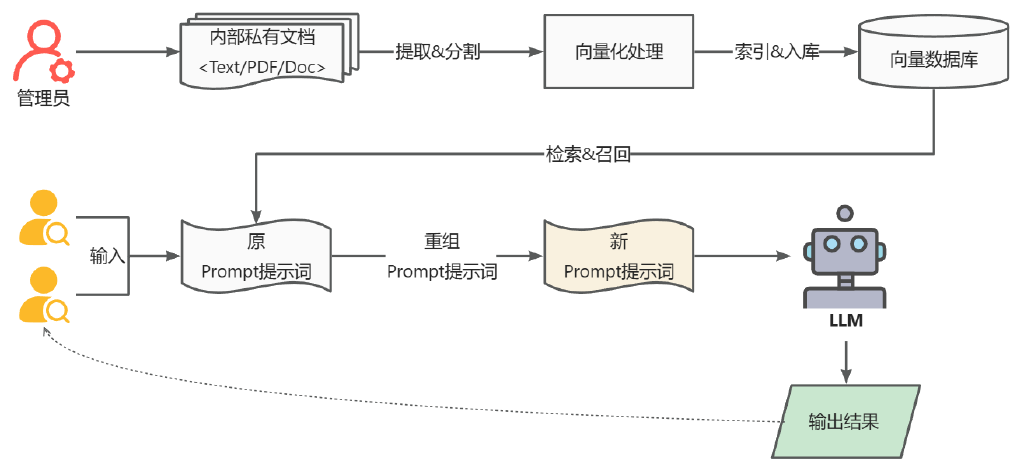 内部私有文档
<Text/PDF/Doc>
提取&分割
向量化处理
索引&入库
向量数据库
管理员
检索&召回
输入
原
Prompt提示词
重组
Prompt提示词
新
Prompt提示词
LLM
输出结果